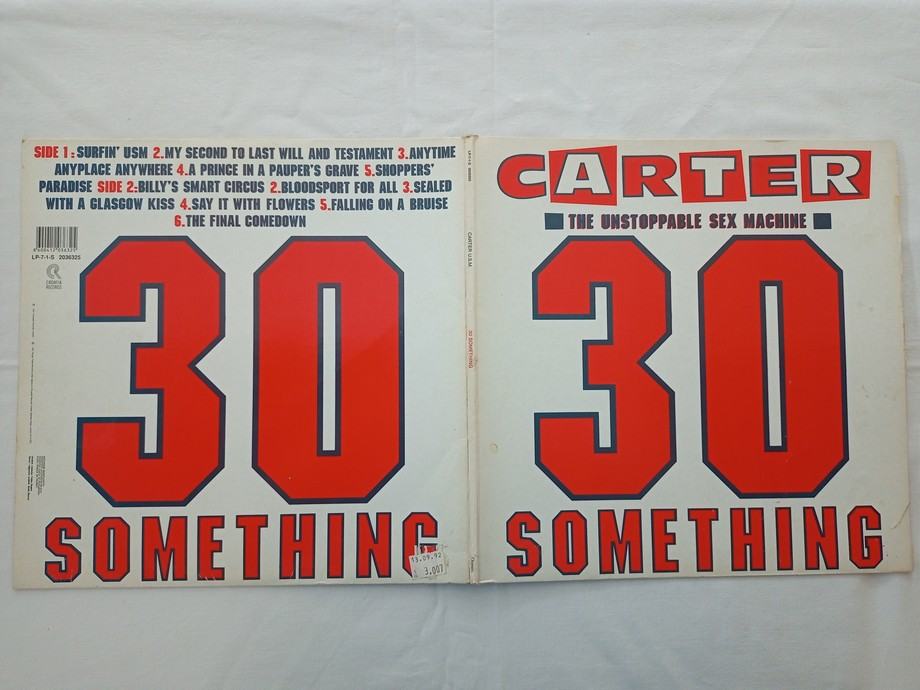 SIDE 1: SURFIN' USM 2. MY SECOND TO LAST WILL AND TESTAMENT 3. ANYTIME
ANYPLACE ANYWHERE 4. A PRINCE IN A PAUPER'S GRAVE 5. SHOPPERS'
PARADISE SIDE 2: BILLY'S SMART CIRCUS 2. BLOODSPORT FOR ALL 3. SEALED
WITH A GLASGOW KISS 4. SAY IT WITH FLOWERS 5. FALLING ON A BRUISE
6. THE FINAL COMEDOWN
LP-7-1-S 2036325
CROATIA
RECORDS
30
SOMETHING
13.09.92
3.007
CARTER U.S.M.
30 SOMETHING
CARTER
THE UNSTOPPABLE SEX MACHINE
30
SOMETHING